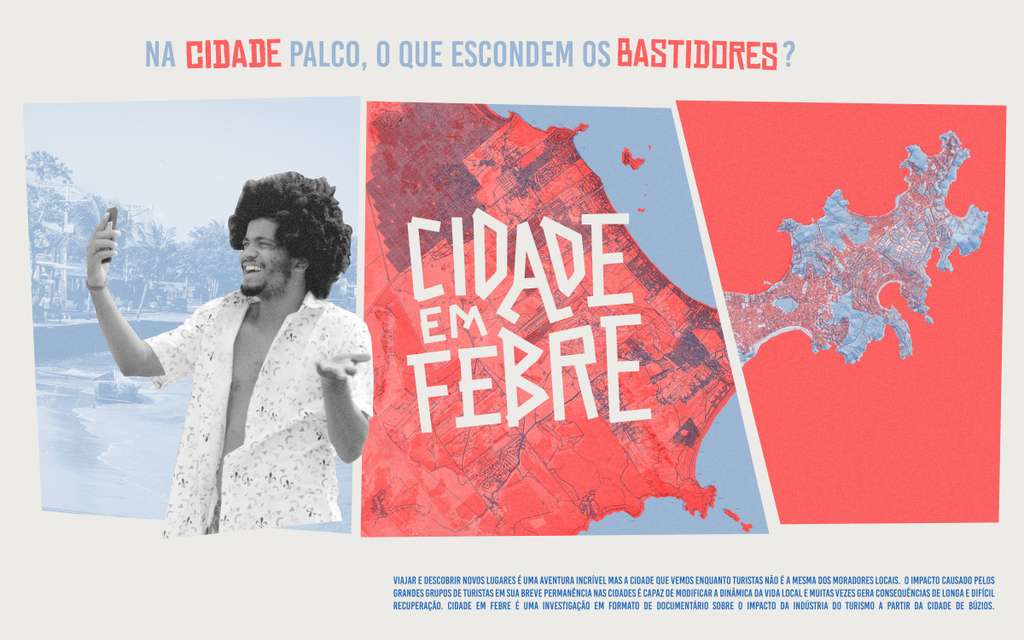 NA CIDADE PALCO, O QUE ESCONDEM OS BASTIDORES?
CIDADE
EM
FEBRE
VIAJAR E DESCOBRIR NOVOS LUGARES É UMA AVENTURA INCRÍVEL MAS A CIDADE QUE VEMOS ENQUANTO TURISTAS NÃO É A MESMA DOS MORADORES LOCAIS. O IMPACTO CAUSADO PELOS
GRANDES GRUPOS DE TURISTAS EM SUA BREVE PERMANÊNCIA NAS CIDADES É CAPAZ DE MODIFICAR A DINÂMICA DA VIDA LOCAL E MUITAS VEZES GERA CONSEQUÊNCIAS DE LONGA E DIFÍCIL
RECUPERAÇÃO. CIDADE EM FEBRE É UMA INVESTIGAÇÃO EM FORMATO DE DOCUMENTÁRIO SOBRE O IMPACTO DA INDÚSTRIA DO TURISMO A PARTIR DA CIDADE DE BÚZIOS.